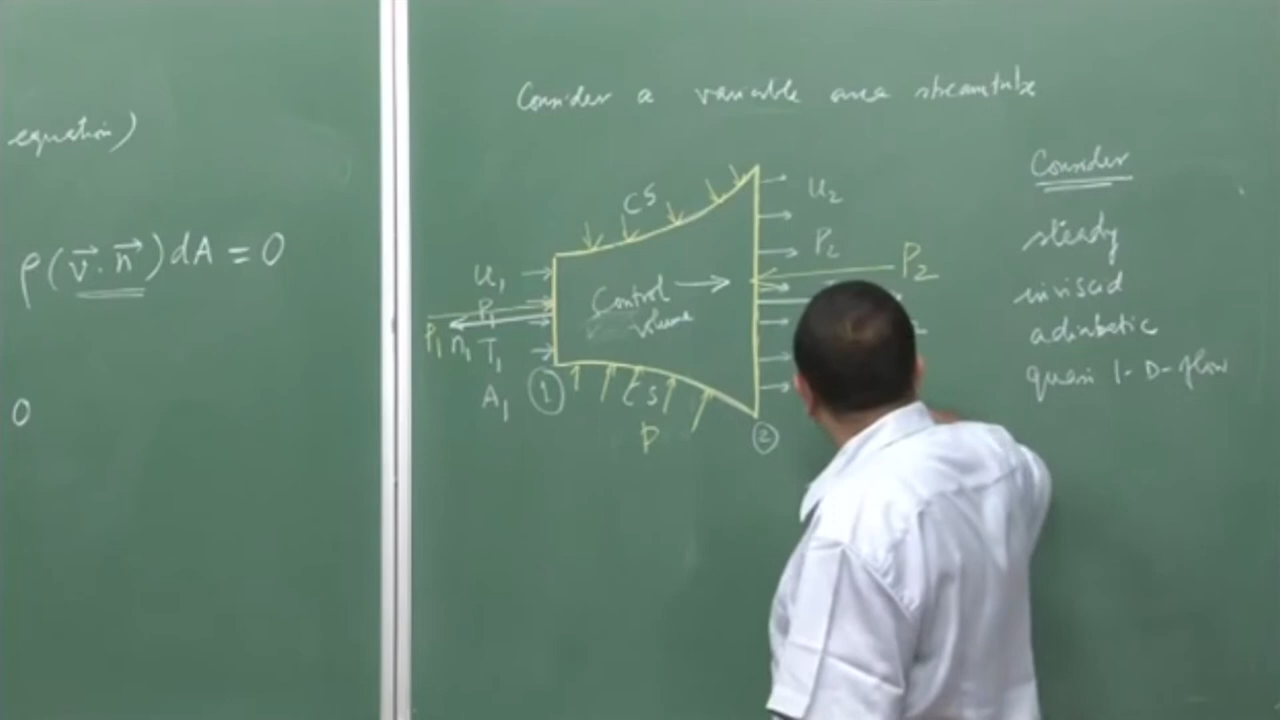 equation)
ρ(v⃗ . n⃗)dA = 0
0
Consider a variable area streamtube
Consider
steady
inviscid
adiabatic
quasi 1-D-flow
CS
u₁
P₁
P₁ n₁ T₁
A₁ ①
Control
volume
u₂
P₂
P₂
CS
p
②